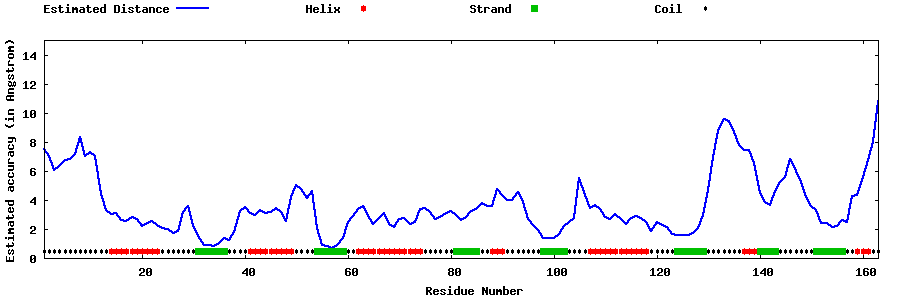 Estimated Distance Helix Strand Coil
Estimated accuracy (in Angstrom)
14
12
10
8
6
4
2
0
20 40 60 80 100 120 140 160
Residue Number